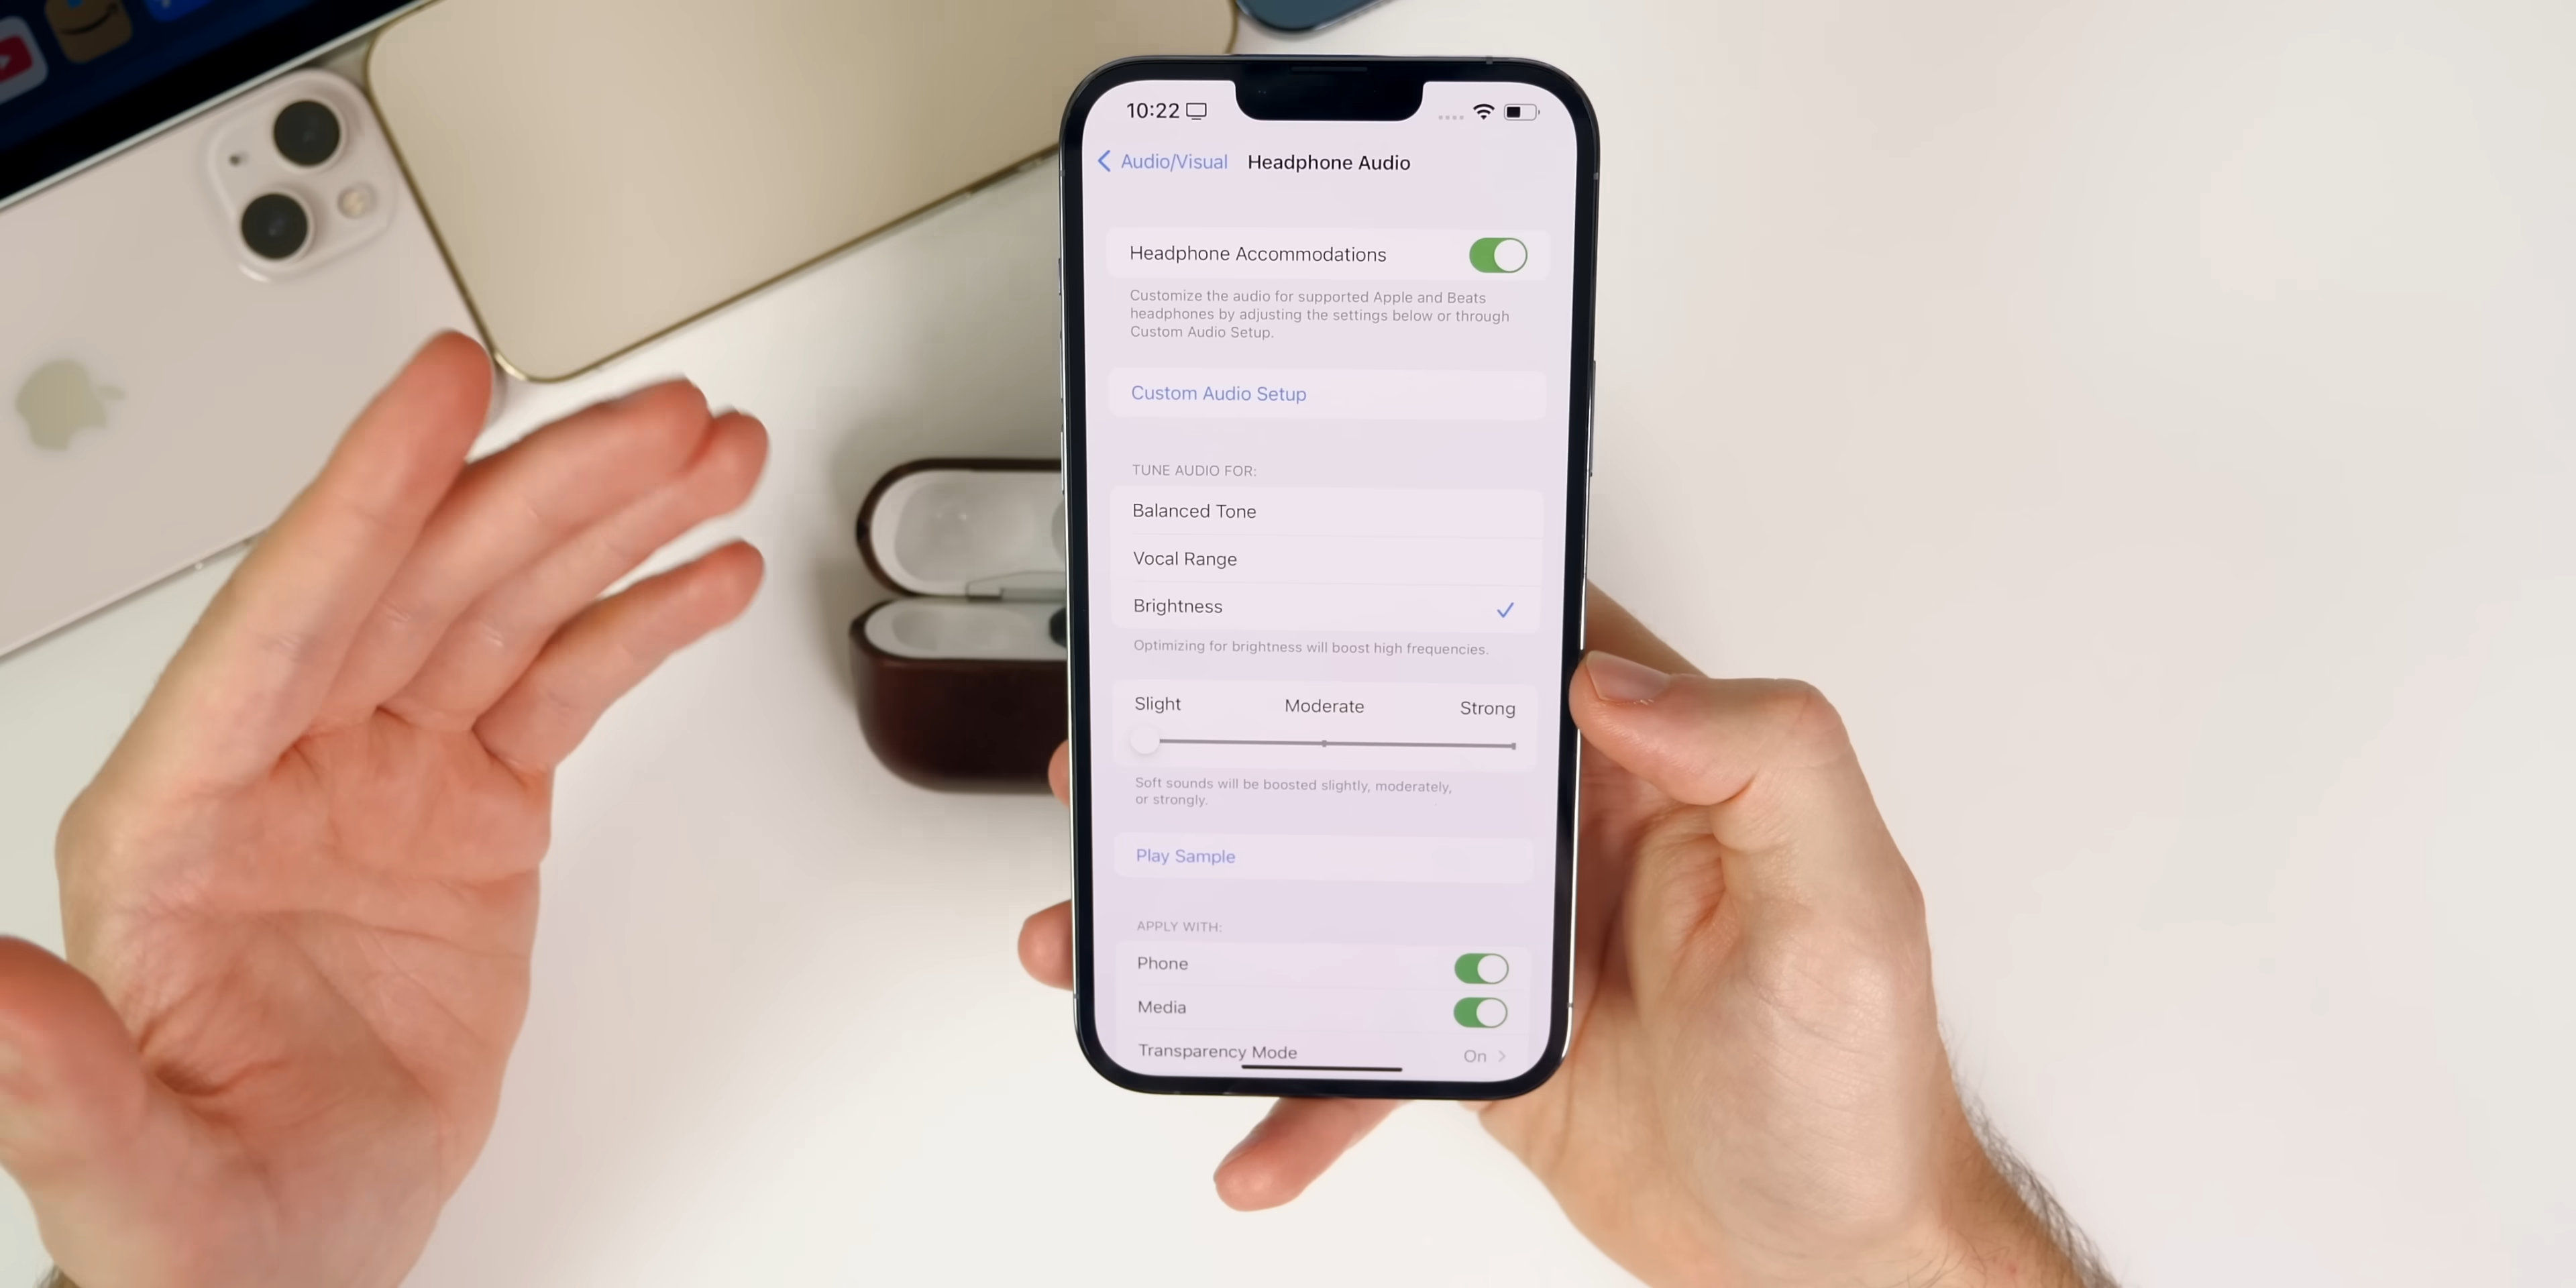 10:22
Audio/Visual Headphone Audio
Headphone Accommodations
Customize the audio for supported Apple and Beats
headphones by adjusting the settings below or through
Custom Audio Setup.
Custom Audio Setup
TUNE AUDIO FOR:
Balanced Tone
Vocal Range
Brightness
Optimizing for brightness will boost high frequencies.
Slight Moderate Strong
Soft sounds will be boosted slightly, moderately,
or strongly.
Play Sample
APPLY WITH:
Phone
Media
Transparency Mode On